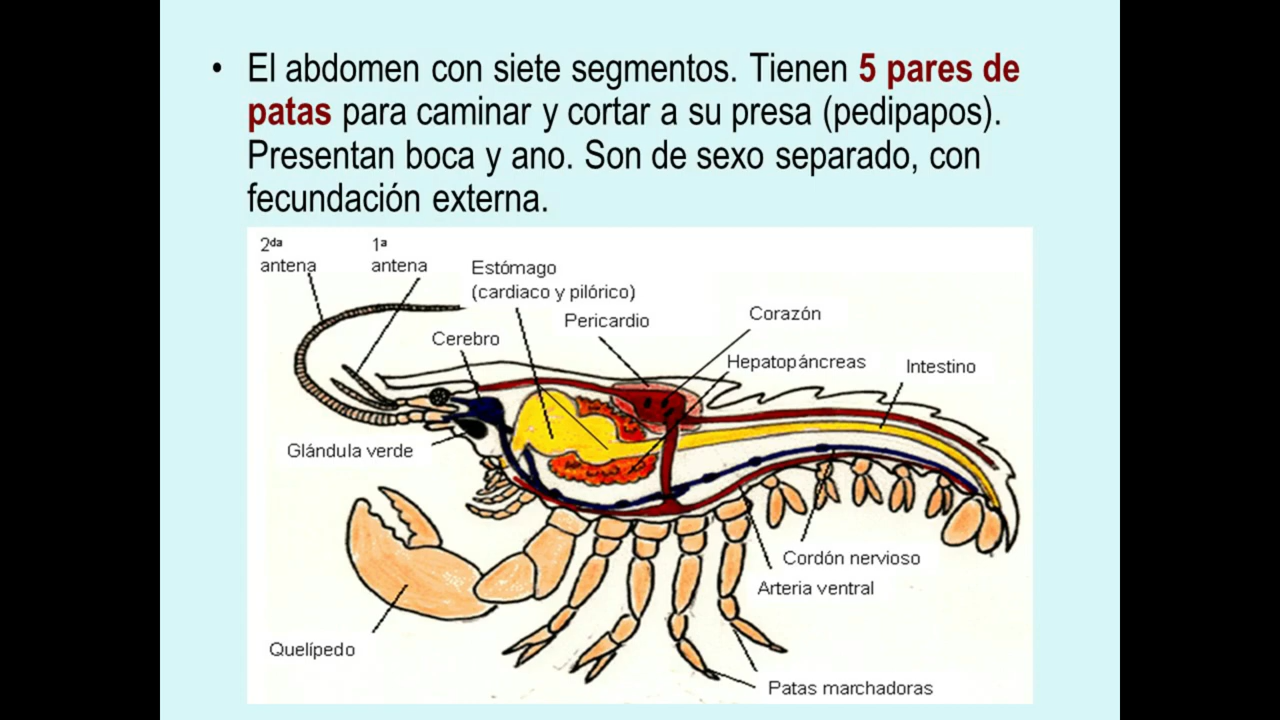 • El abdomen con siete segmentos. Tienen 5 pares de
patas para caminar y cortar a su presa (pedipapos).
Presentan boca y ano. Son de sexo separado, con
fecundación externa.
2da antena
1a antena
Estómago
(cardiaco y pilórico)
Pericardio
Corazón
Cerebro
Hepatopáncreas
Intestino
Glándula verde
Cordón nervioso
Arteria ventral
Quelípedo
Patas marchadoras